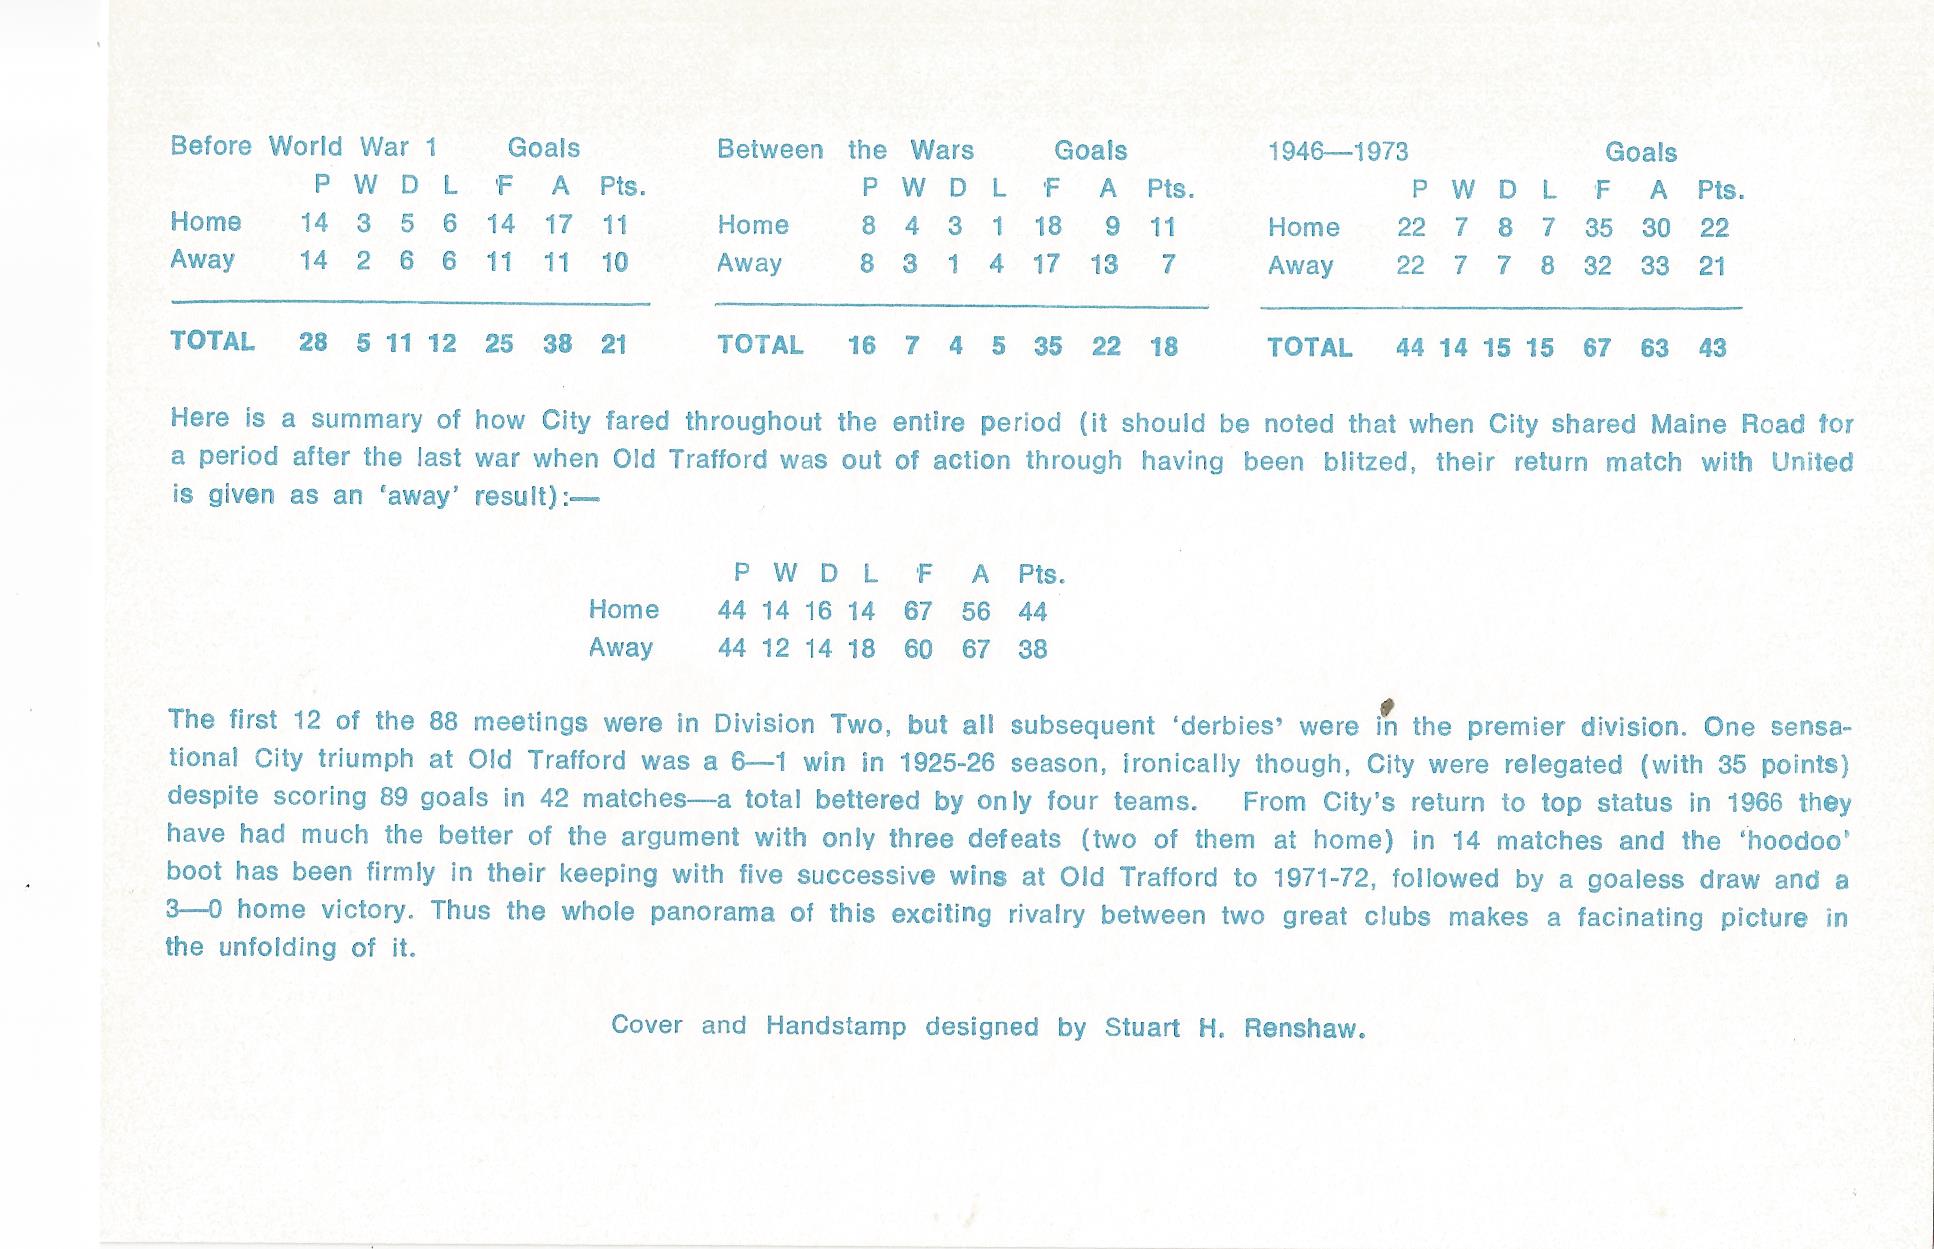 Before World War 1 Goals
P W D L F A Pts.
Home 14 3 5 6 14 17 11
Away 14 2 6 6 11 11 10
TOTAL 28 5 11 12 25 38 21
Between the Wars Goals
P W D L F A Pts.
Home 8 4 3 1 18 9 11
Away 8 3 1 4 17 13 7
TOTAL 16 7 4 5 35 22 18
1946—1973 Goals
P W D L F A Pts.
Home 22 7 8 7 35 30 22
Away 22 7 7 8 32 33 21
TOTAL 44 14 15 15 67 63 43
Here is a summary of how City fared throughout the entire period (it should be noted that when City shared Maine Road for
a period after the last war when Old Trafford was out of action through having been blitzed, their return match with United
is given as an ‘away’ result):—
P W D L F A Pts.
Home 44 14 16 14 67 56 44
Away 44 12 14 18 60 67 38
The first 12 of the 88 meetings were in Division Two, but all subsequent ‘derbies’ were in the premier division. One sensa-
tional City triumph at Old Trafford was a 6—1 win in 1925-26 season, ironically though, City were relegated (with 35 points)
despite scoring 89 goals in 42 matches—a total bettered by only four teams. From City’s return to top status in 1966 they
have had much the better of the argument with only three defeats (two of them at home) in 14 matches and the ‘hoodoo’
boot has been firmly in their keeping with five successive wins at Old Trafford to 1971-72, followed by a goaless draw and a
3—0 home victory. Thus the whole panorama of this exciting rivalry between two great clubs makes a facinating picture in
the unfolding of it.
Cover and Handstamp designed by Stuart H. Renshaw.